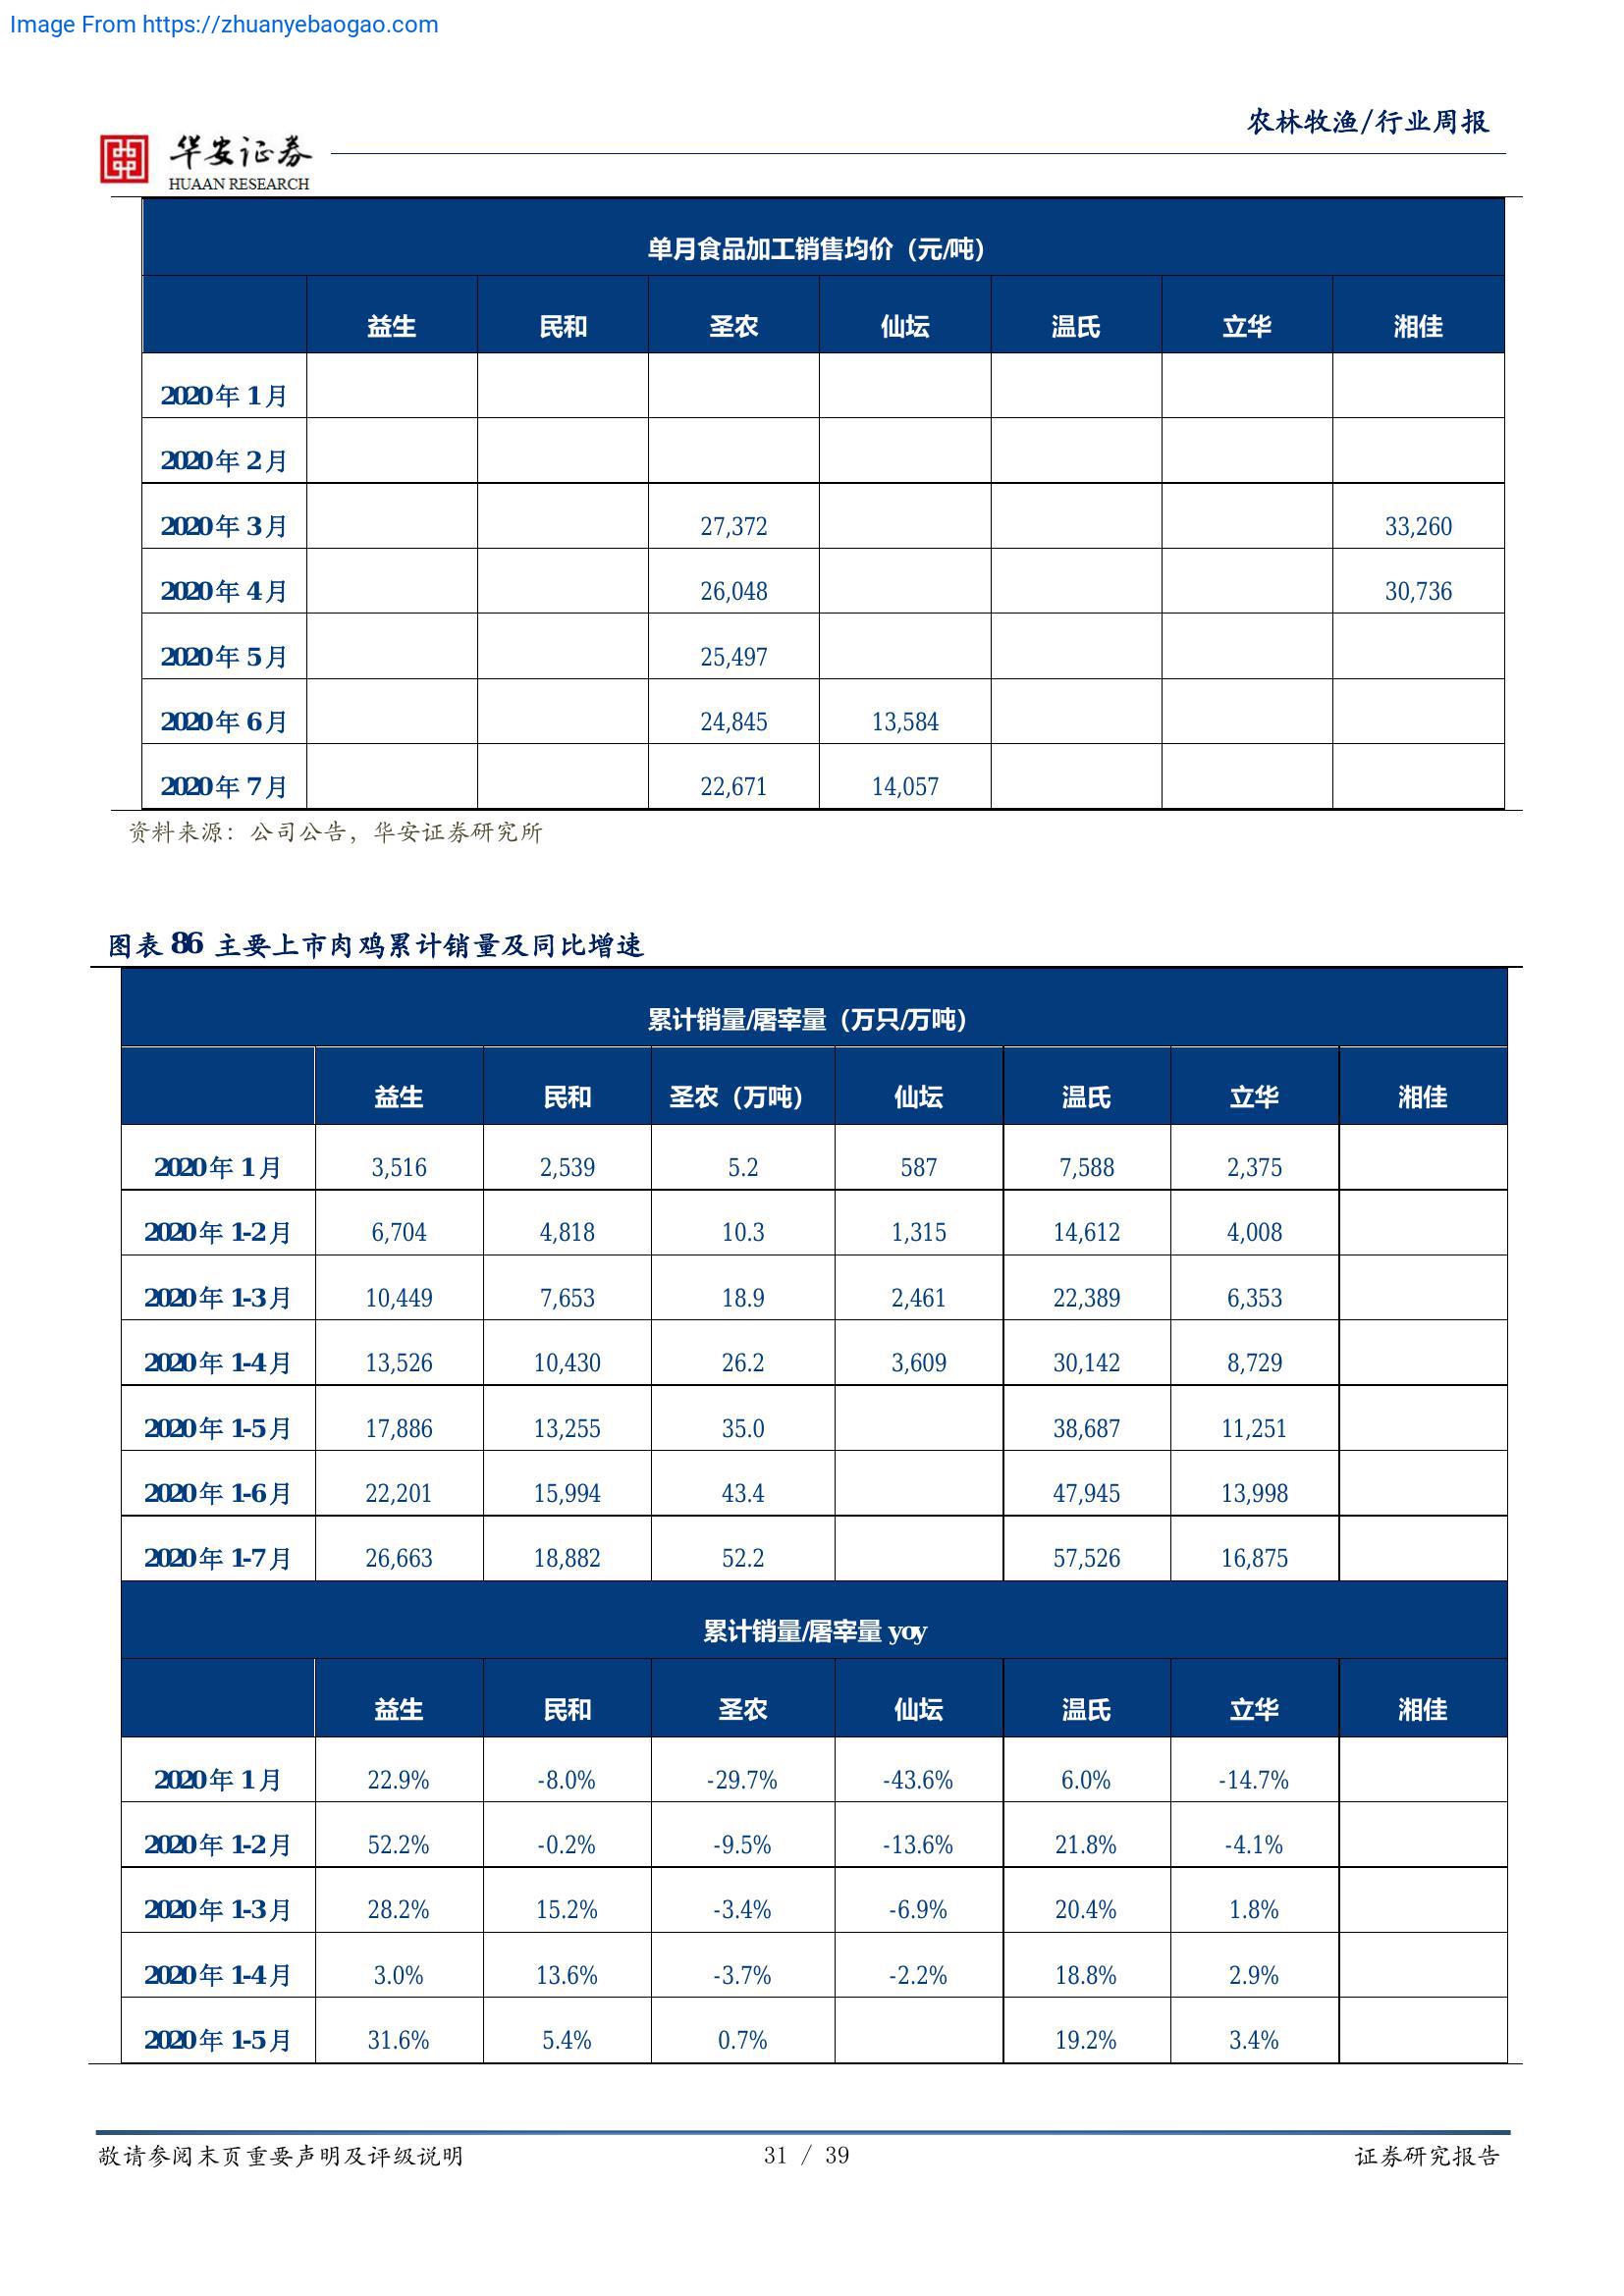 Image From https://zhuanyebaogao.com
农林牧渔/行业周报
华安证券
HUAAN RESEARCH
单月食品加工销售均价（元/吨）
益生 民和 圣农 仙坛 温氏 立华 湘佳
2020年1月
2020年2月
2020年3月 27,372 33,260
2020年4月 26,048 30,736
2020年5月 25,497
2020年6月 24,845 13,584
2020年7月 22,671 14,057
资料来源：公司公告，华安证券研究所
图表86 主要上市肉鸡累计销量及同比增速
累计销量/屠宰量（万只/万吨）
益生 民和 圣农（万吨） 仙坛 温氏 立华 湘佳
2020年1月 3,516 2,539 5.2 587 7,588 2,375
2020年1-2月 6,704 4,818 10.3 1,315 14,612 4,008
2020年1-3月 10,449 7,653 18.9 2,461 22,389 6,353
2020年1-4月 13,526 10,430 26.2 3,609 30,142 8,729
2020年1-5月 17,886 13,255 35.0 38,687 11,251
2020年1-6月 22,201 15,994 43.4 47,945 13,998
2020年1-7月 26,663 18,882 52.2 57,526 16,875
累计销量/屠宰量yoy
益生 民和 圣农 仙坛 温氏 立华 湘佳
2020年1月 22.9% -8.0% -29.7% -43.6% 6.0% -14.7%
2020年1-2月 52.2% -0.2% -9.5% -13.6% 21.8% -4.1%
2020年1-3月 28.2% 15.2% -3.4% -6.9% 20.4% 1.8%
2020年1-4月 3.0% 13.6% -3.7% -2.2% 18.8% 2.9%
2020年1-5月 31.6% 5.4% 0.7% 19.2% 3.4%
敬请参阅末页重要声明及评级说明 31 / 39 证券研究报告